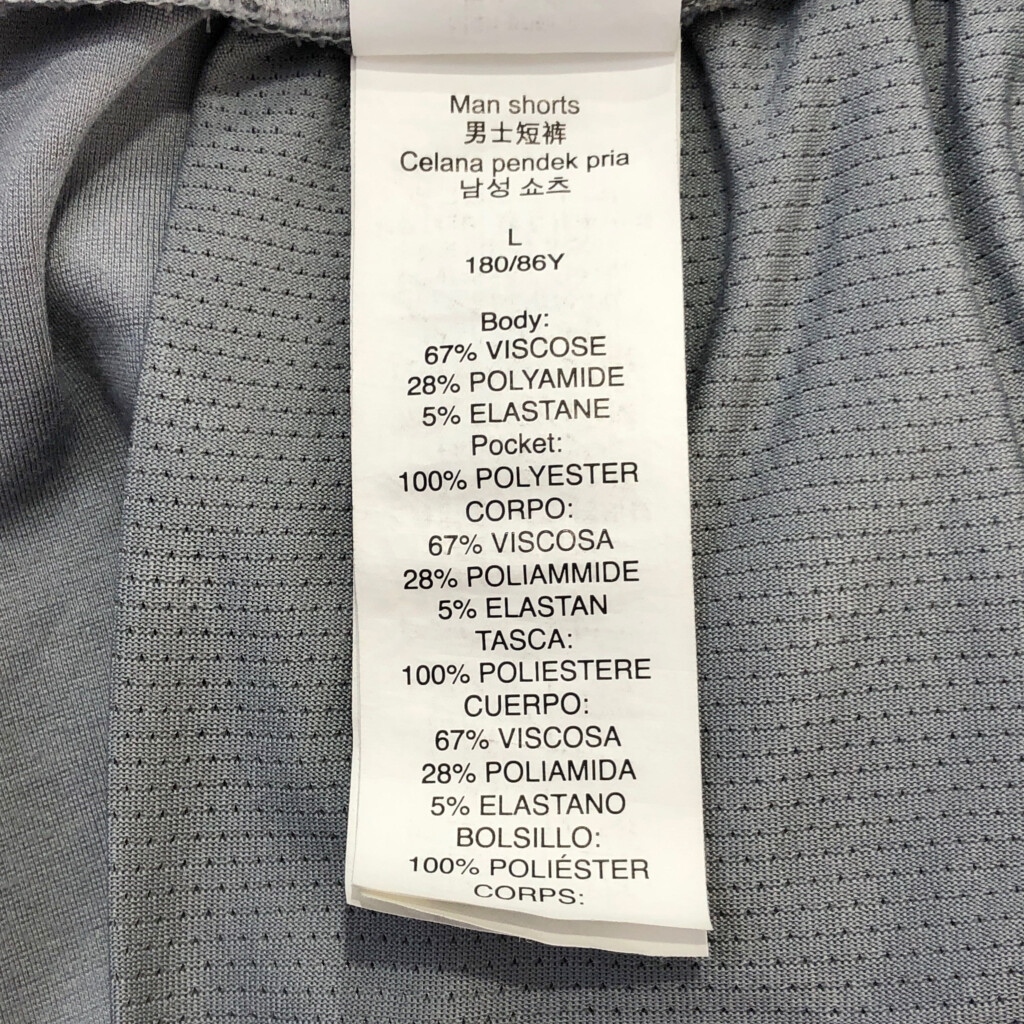 Man shorts
男士短裤
Celana pendek pria
남성 쇼츠
L
180/86Y
Body:
67% VISCOSE
28% POLYAMIDE
5% ELASTANE
Pocket:
100% POLYESTER
CORPO:
67% VISCOSA
28% POLIAMMIDE
5% ELASTAN
TASCA:
100% POLIESTERE
CUERPO:
67% VISCOSA
28% POLIAMIDA
5% ELASTANO
BOLSILLO:
100% POLIÉSTER
CORPS: